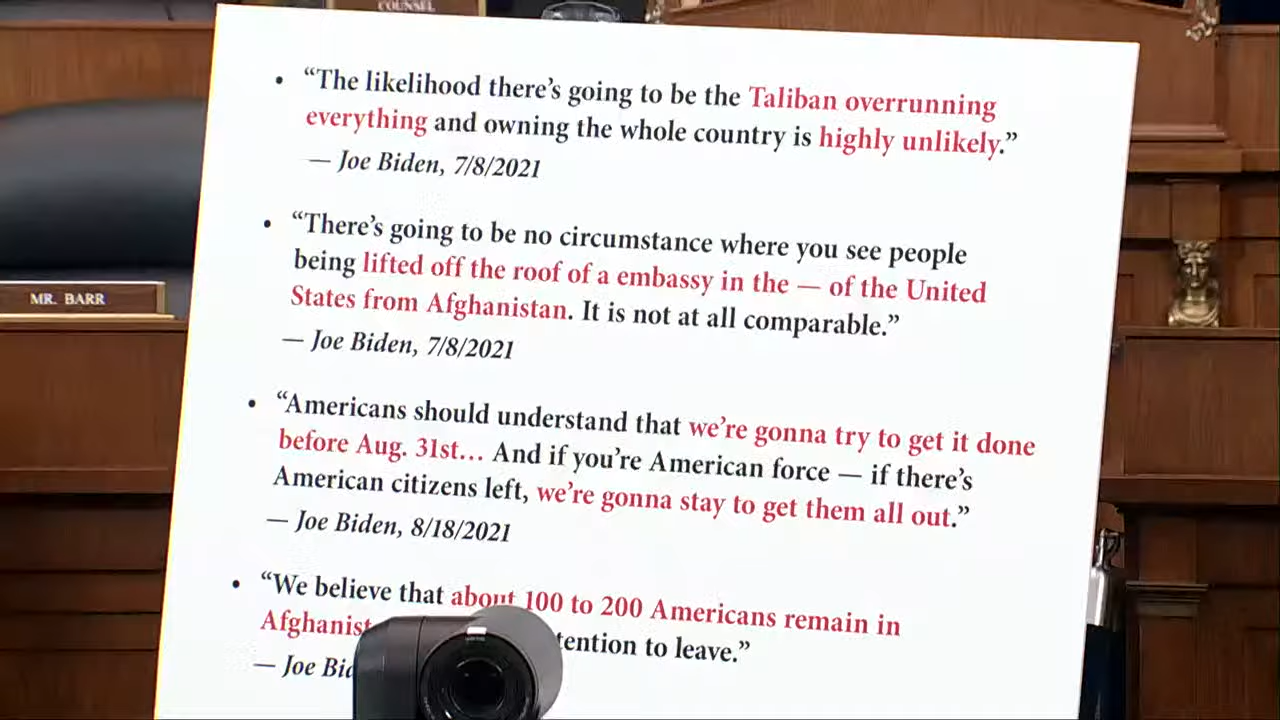 COUNSEL
• “The likelihood there’s going to be the Taliban overrunning
everything and owning the whole country is highly unlikely.”
— Joe Biden, 7/8/2021
• “There’s going to be no circumstance where you see people
being lifted off the roof of a embassy in the — of the United
States from Afghanistan. It is not at all comparable.”
— Joe Biden, 7/8/2021
MR. BARR
• “Americans should understand that we’re gonna try to get it done
before Aug. 31st… And if you’re American force — if there’s
American citizens left, we’re gonna stay to get them all out.”
— Joe Biden, 8/18/2021
• “We believe that about 100 to 200 Americans remain in
to leave.”
— Joe